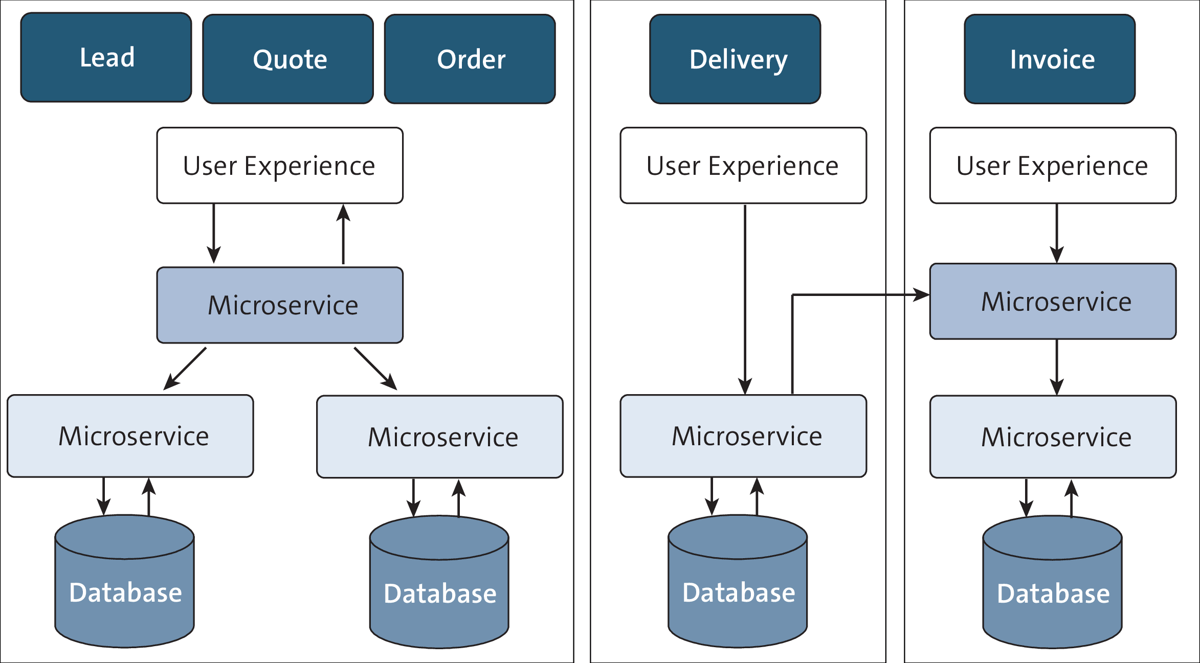 Lead
Quote
Order
Delivery
Invoice
User Experience
User Experience
User Experience
Microservice
Microservice
Microservice
Microservice
Microservice
Microservice
Database
Database
Database
Database